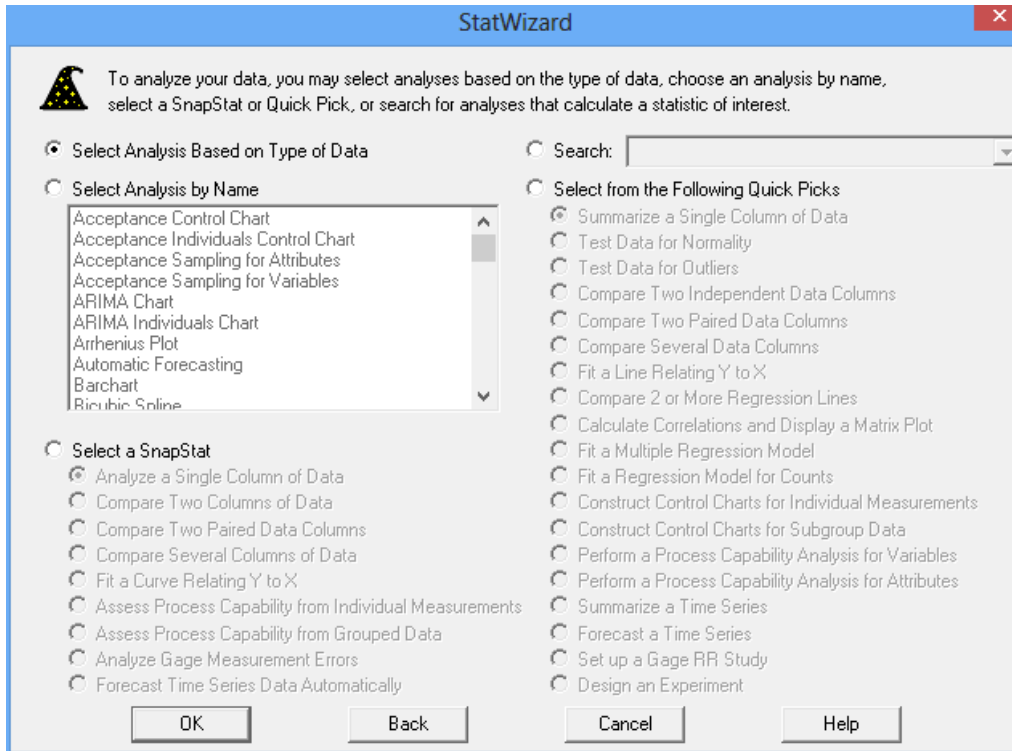 StatWizard
To analyze your data, you may select analyses based on the type of data, choose an analysis by name,
select a SnapStat or Quick Pick, or search for analyses that calculate a statistic of interest.
Select Analysis Based on Type of Data
Select Analysis by Name
Acceptance Control Chart
Acceptance Individuals Control Chart
Acceptance Sampling for Attributes
Acceptance Sampling for Variables
ARIMA Chart
ARIMA Individuals Chart
Arrhenius Plot
Automatic Forecasting
Barchart
Bicubic Spline
Select a SnapStat
Analyze a Single Column of Data
Compare Two Columns of Data
Compare Two Paired Data Columns
Compare Several Columns of Data
Fit a Curve Relating Y to X
Assess Process Capability from Individual Measurements
Assess Process Capability from Grouped Data
Analyze Gage Measurement Errors
Forecast Time Series Data Automatically
Search:
Select from the Following Quick Picks
Summarize a Single Column of Data
Test Data for Normality
Test Data for Outliers
Compare Two Independent Data Columns
Compare Two Paired Data Columns
Compare Several Data Columns
Fit a Line Relating Y to X
Compare 2 or More Regression Lines
Calculate Correlations and Display a Matrix Plot
Fit a Multiple Regression Model
Fit a Regression Model for Counts
Construct Control Charts for Individual Measurements
Construct Control Charts for Subgroup Data
Perform a Process Capability Analysis for Variables
Perform a Process Capability Analysis for Attributes
Summarize a Time Series
Forecast a Time Series
Set up a Gage RR Study
Design an Experiment
OK
Back
Cancel
Help